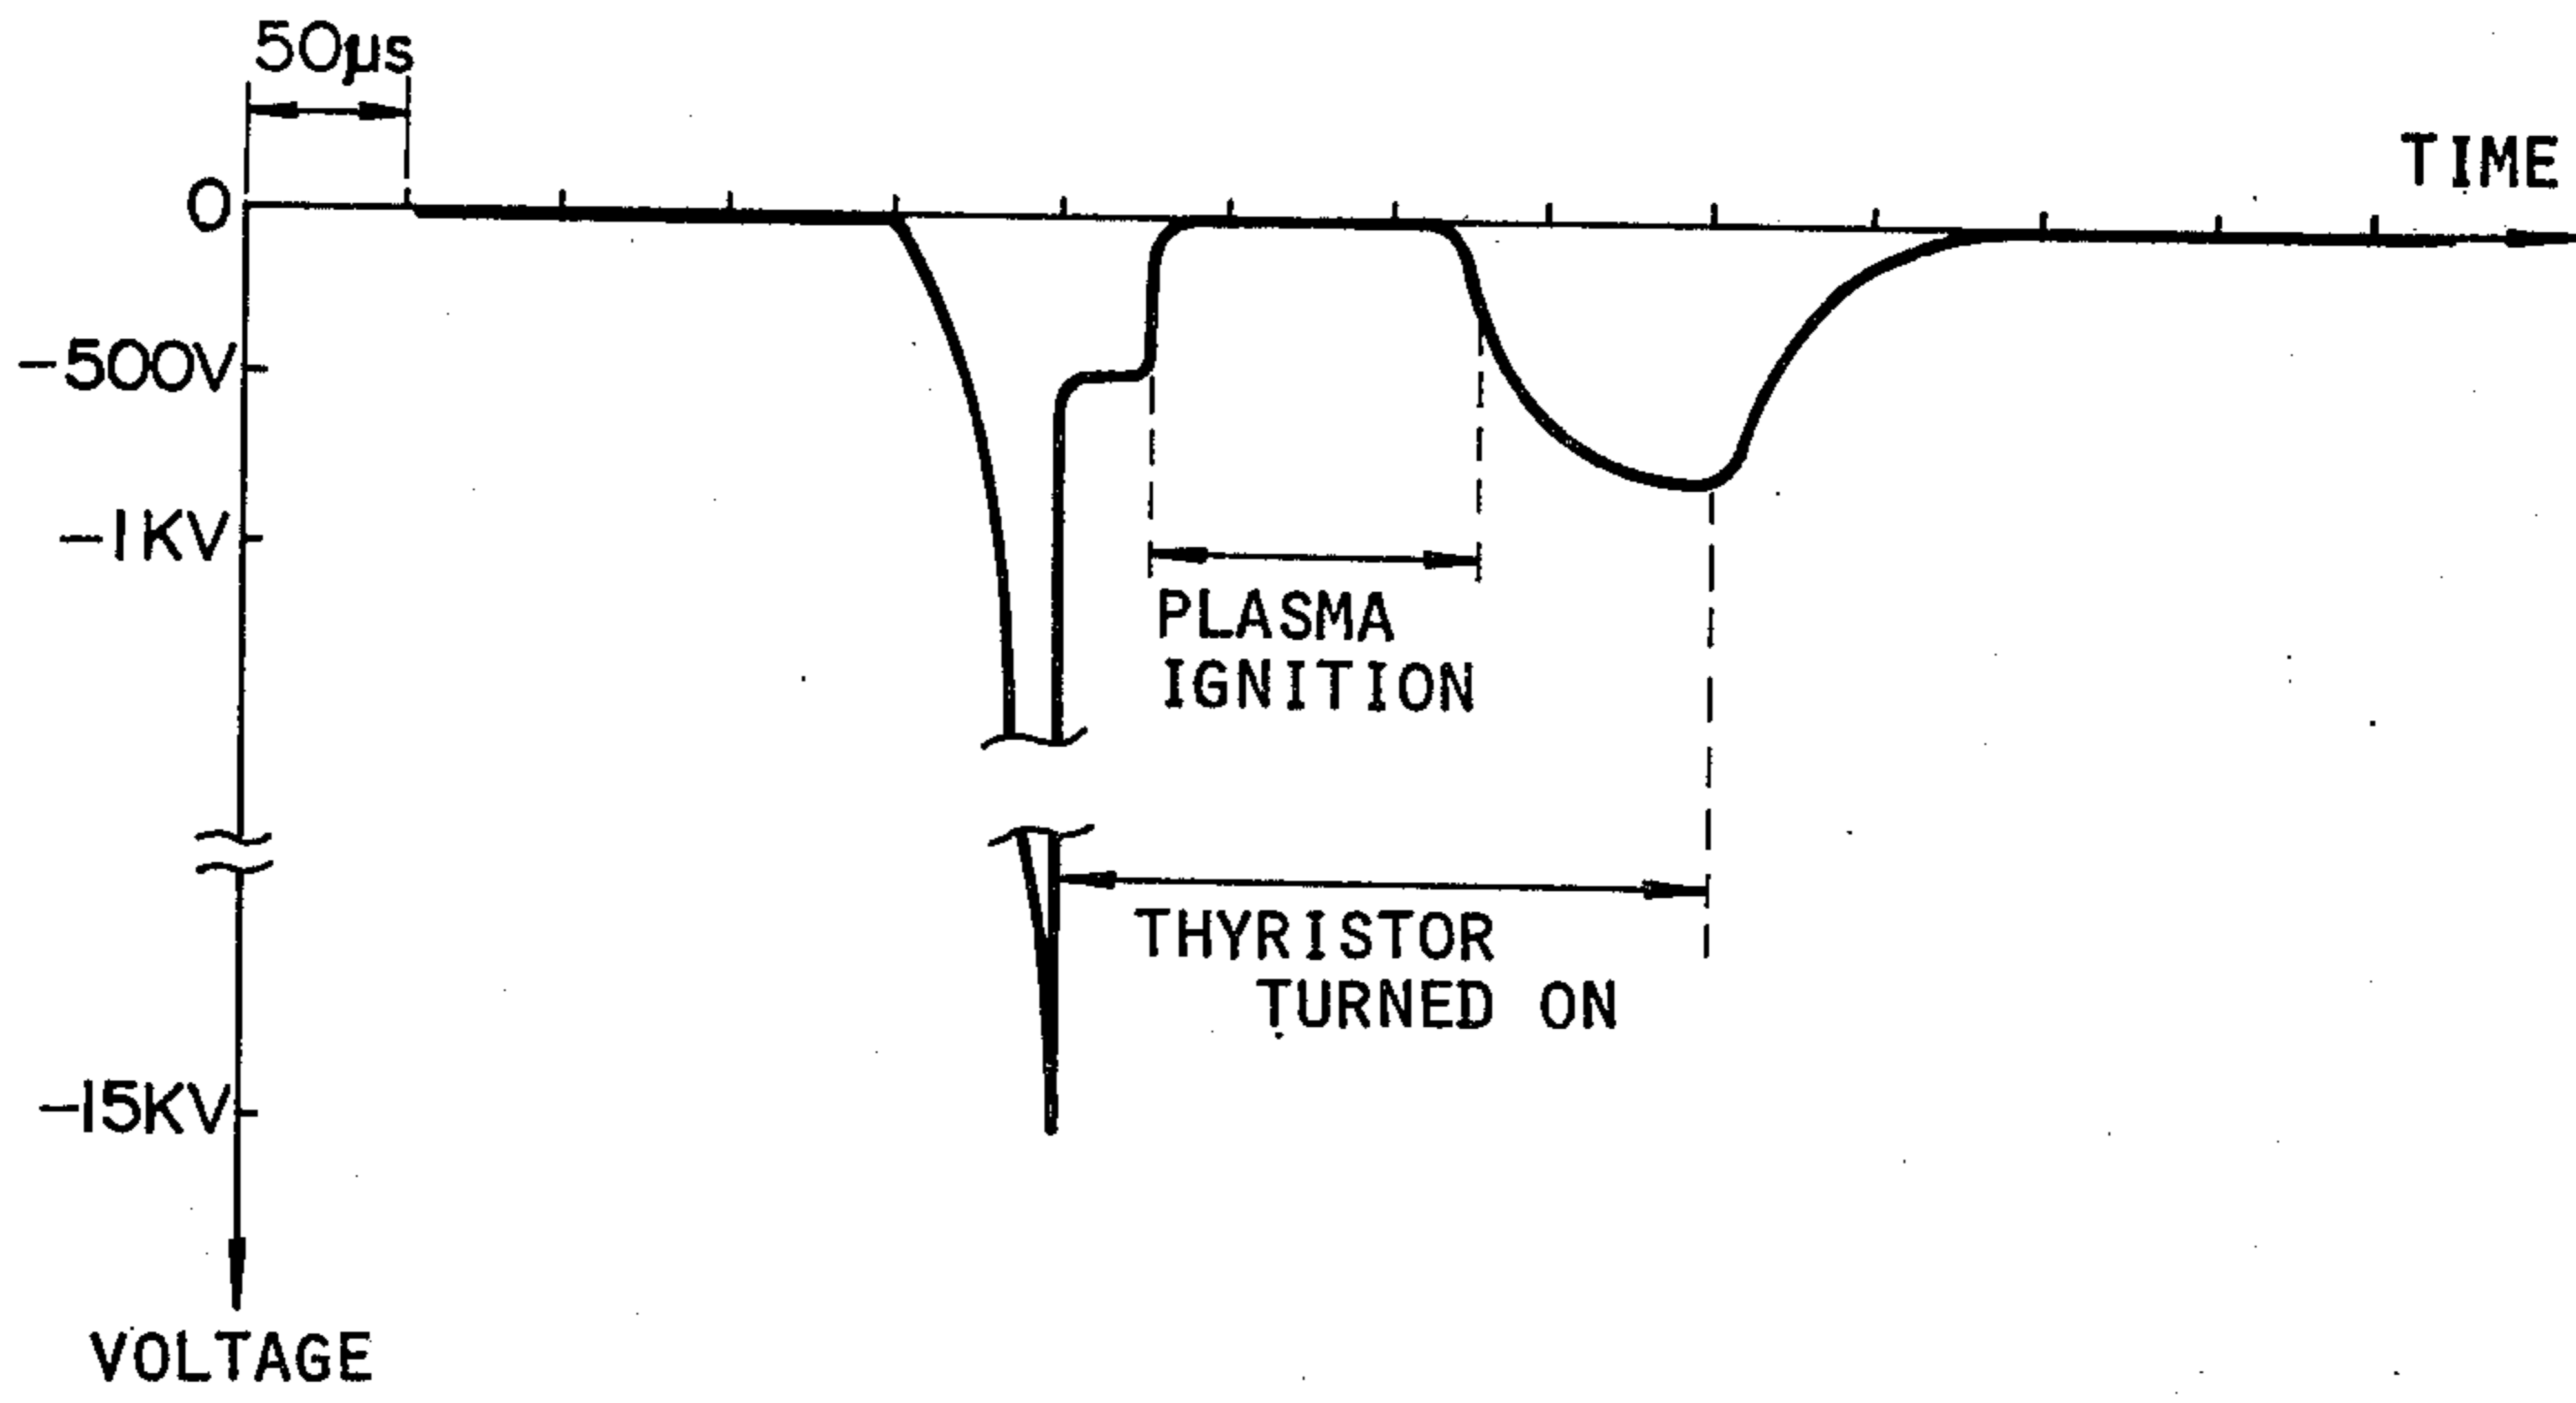 50μs
TIME
0
-500V
-1KV
PLASMA
IGNITION
THYRISTOR
TURNED ON
-15KV
VOLTAGE